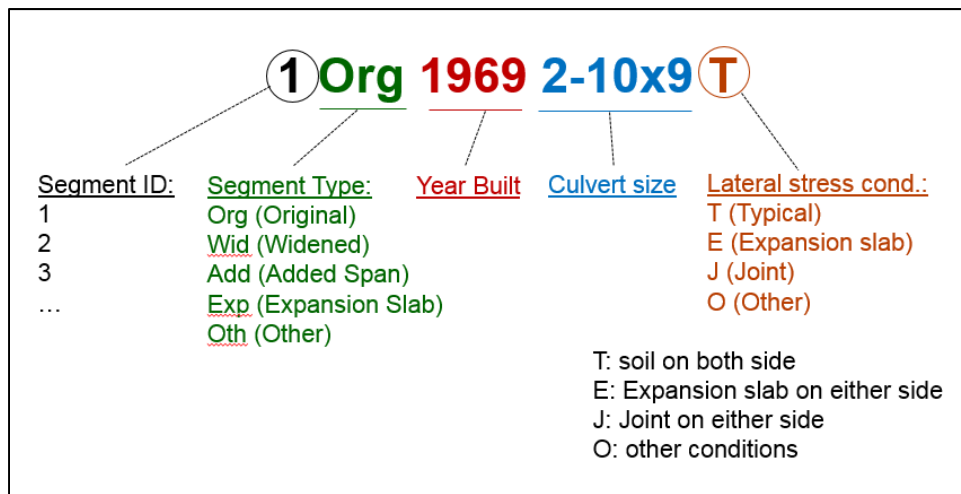 1 Org 1969 2-10x9 T
Segment ID:
1
2
3
…
Segment Type:
Org (Original)
Wid (Widened)
Add (Added Span)
Exp (Expansion Slab)
Oth (Other)
Year Built
Culvert size
Lateral stress cond.:
T (Typical)
E (Expansion slab)
J (Joint)
O (Other)
T: soil on both side
E: Expansion slab on either side
J: Joint on either side
O: other conditions